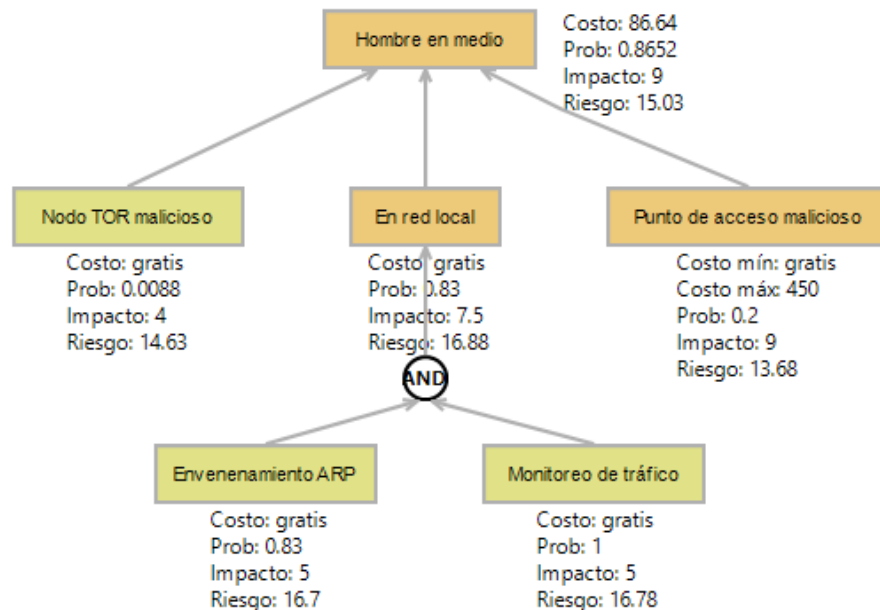 Hombre en medio
Costo: 86.64
Prob: 0.8652
Impacto: 9
Riesgo: 15.03
Nodo TOR malicioso
Costo: gratis
Prob: 0.0088
Impacto: 4
Riesgo: 14.63
En red local
Costo: gratis
Prob: 0.83
Impacto: 7.5
Riesgo: 16.88
Punto de acceso malicioso
Costo mín: gratis
Costo máx: 450
Prob: 0.2
Impacto: 9
Riesgo: 13.68
AND
Envenenamiento ARP
Costo: gratis
Prob: 0.83
Impacto: 5
Riesgo: 16.7
Monitoreo de tráfico
Costo: gratis
Prob: 1
Impacto: 5
Riesgo: 16.78